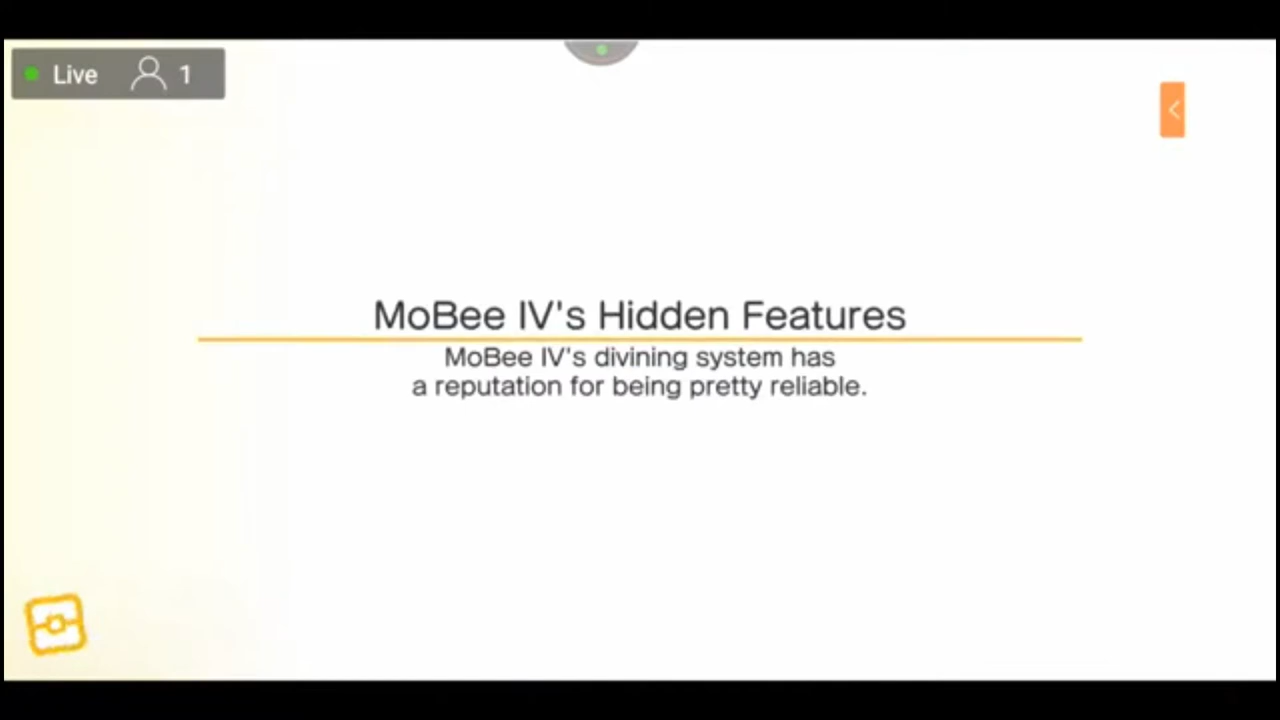 Live 1
MoBee IV's Hidden Features
MoBee IV's divining system has
a reputation for being pretty reliable.